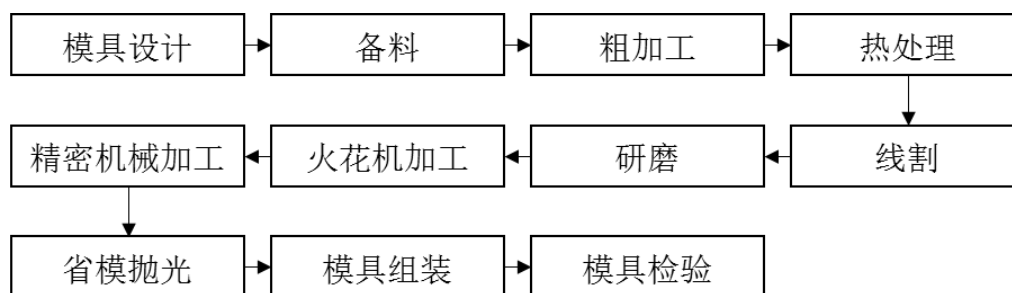 模具设计
备料
粗加工
热处理
线割
研磨
火花机加工
精密机械加工
省模抛光
模具组装
模具检验